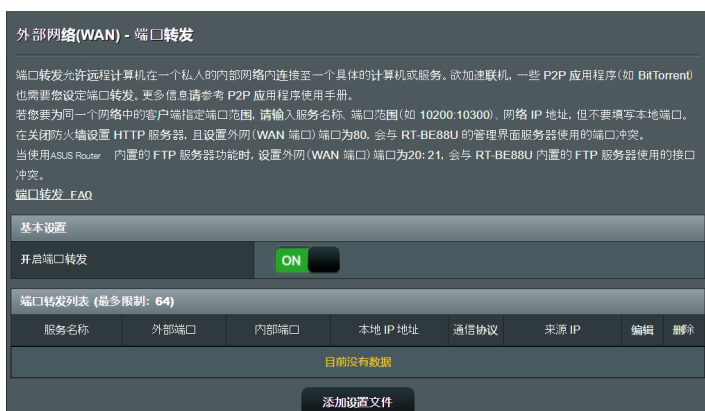 外部网络(WAN) - 端口转发
端口转发允许远程计算机在一个私人的内部网络内连接至一个具体的计算机或服务。欲加速联机, 一些 P2P 应用程序(如 BitTorrent)
也需要您设定端口转发。更多信息请参考 P2P 应用程序使用手册。
若您要为同一个网络中的客户端指定端口范围, 请输入服务名称、端口范围(如 10200:10300)、网络 IP 地址, 但不要填写本地端口。
在关闭防火墙设置 HTTP 服务器, 且设置外网(WAN 端口)端口为80, 会与 RT-BE88U 的管理界面服务器使用的端口冲突。
当使用ASUS Router 内置的 FTP 服务器功能时, 设置外网(WAN 端口)端口为20: 21, 会与 RT-BE88U 内置的 FTP 服务器使用的接口
冲突。
端口转发 FAQ
基本设置
开启端口转发 ON
端口转发列表 (最多限制: 64)
服务名称 外部端口 内部端口 本地 IP 地址 通信协议 来源 IP 编辑 删除
目前没有数据
添加设置文件